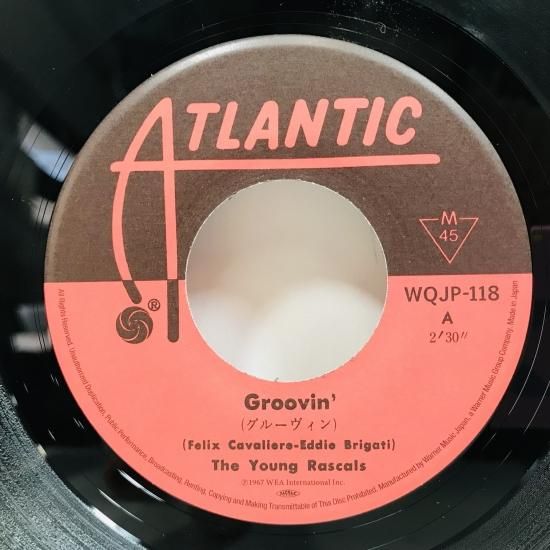 ATLANTIC
®
M
45
WQJP-118
A
2′30″
Groovin'
(グルーヴィン)
(Felix Cavaliere-Eddie Brigati)
The Young Rascals
℗1967 WEA International Inc.
All Rights Reserved. Unauthorized Duplication, Public Performance, Broadcasting, Renting, Copying and Making Transmittable of This Disc Prohibited. Manufactured by Warner Music Japan, a Warner Music Group Company. Made in Japan